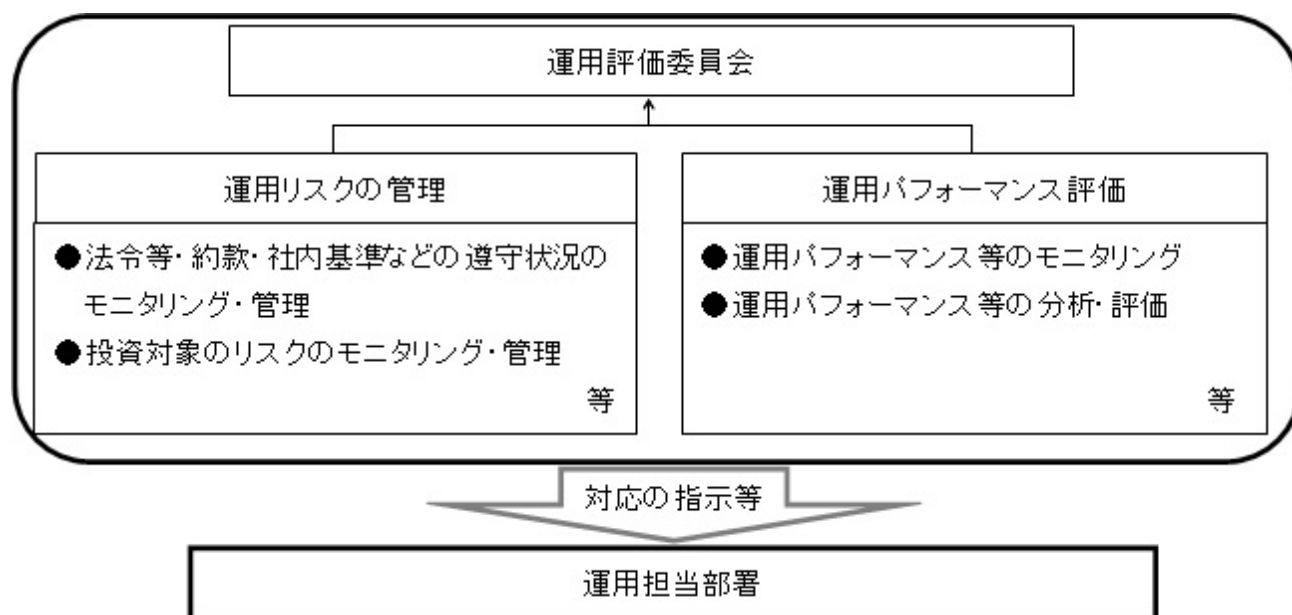 運用評価委員会
運用リスクの管理
●法令等・約款・社内基準などの遵守状況の
モニタリング・管理
●投資対象のリスクのモニタリング・管理
等
運用パフォーマンス評価
●運用パフォーマンス等のモニタリング
●運用パフォーマンス等の分析・評価
等
対応の指示等
運用担当部署